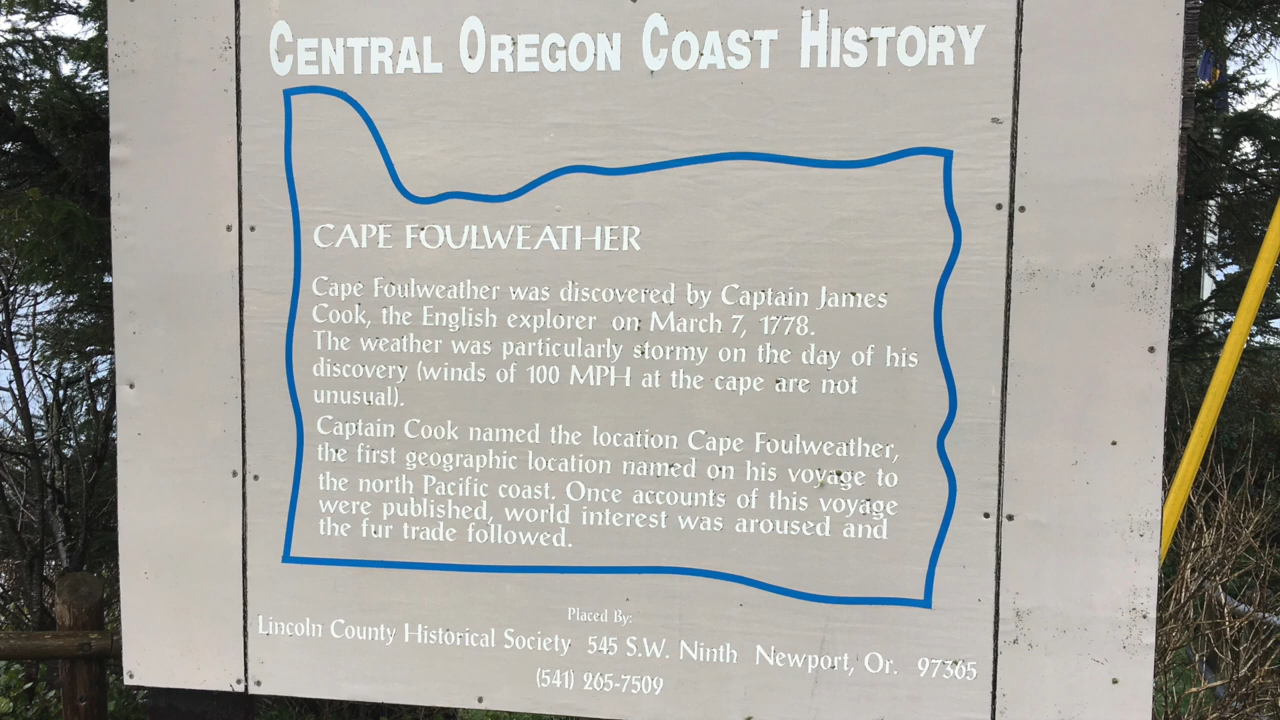 CENTRAL OREGON COAST HISTORY
CAPE FOULWEATHER
Cape Foulweather was discovered by Captain James
Cook, the English explorer on March 7, 1778.
The weather was particularly stormy on the day of his
discovery (winds of 100 MPH at the cape are not
unusual).
Captain Cook named the location Cape Foulweather,
the first geographic location named on his voyage to
the north Pacific coast. Once accounts of this voyage
were published, world interest was aroused and
the fur trade followed.
Placed By:
Lincoln County Historical Society 545 S.W. Ninth Newport, Or. 97365
(541) 265-7509